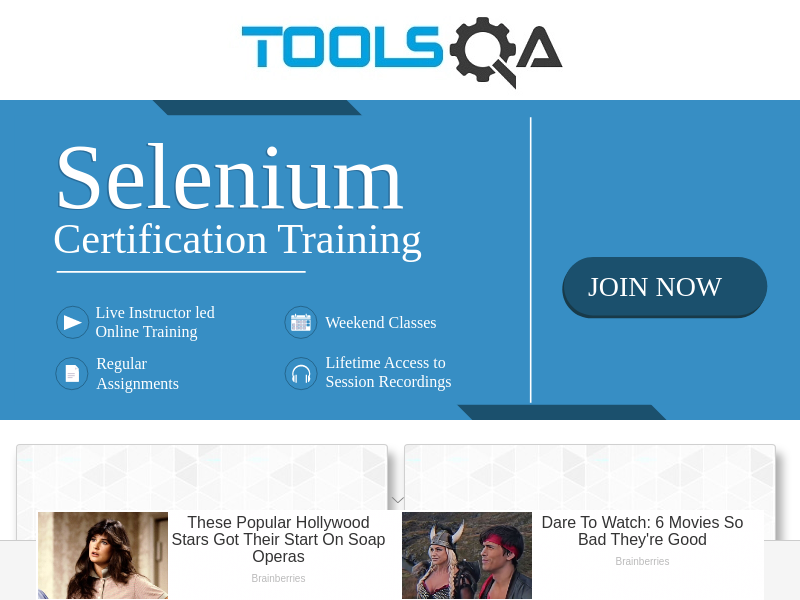 TOOLSQA
Selenium
Certification Training
JOIN NOW
Live Instructor led
Online Training
Weekend Classes
Regular
Assignments
Lifetime Access to
Session Recordings
These Popular Hollywood
Stars Got Their Start On Soap
Operas
Brainberries
Dare To Watch: 6 Movies So
Bad They're Good
Brainberries